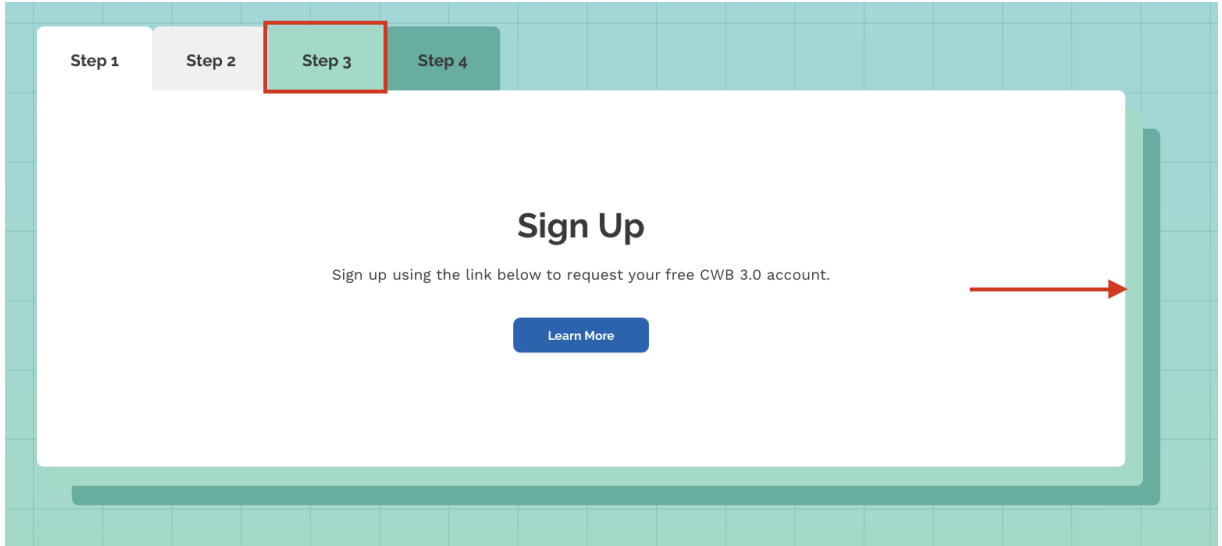 Step 1 Step 2 Step 3 Step 4
Sign Up
Sign up using the link below to request your free CWB 3.0 account.
Learn More